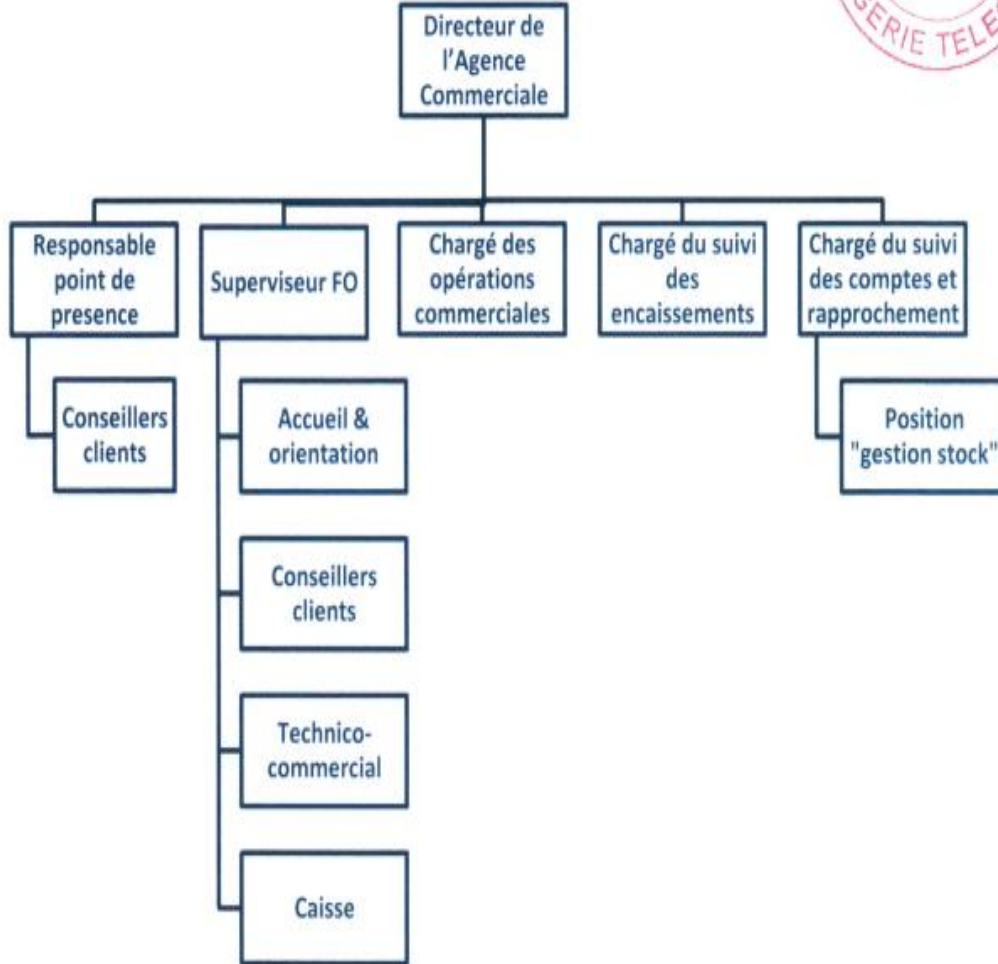 GERIE TELE
Directeur de
l'Agence
Commerciale
Responsable
point de
presence
Superviseur FO
Chargé des
opérations
commerciales
Chargé du suivi
des
encaissements
Chargé du suivi
des comptes et
rapprochement
Conseillers
clients
Accueil &
orientation
Position
"gestion stock"
Conseillers
clients
Technico-
commercial
Caisse